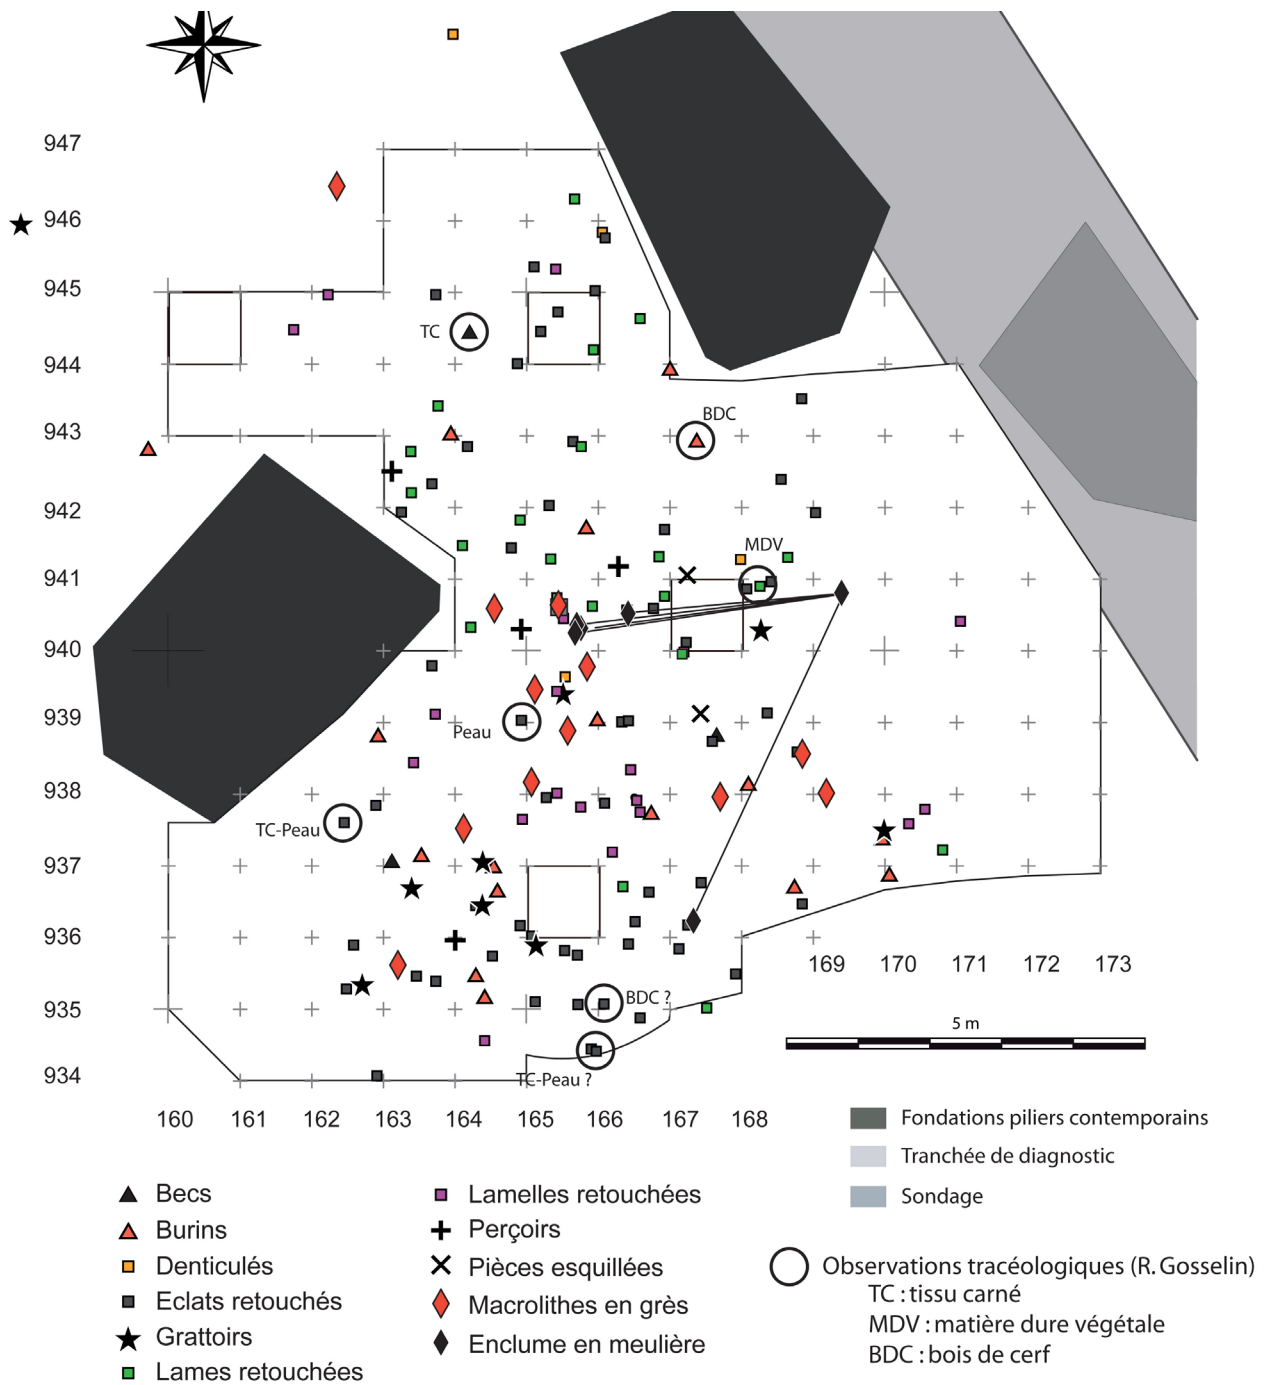 947
946
945
944
943
942
941
940
939
938
937
936
935
934
TC
BDC
MDV
Peau
TC-Peau
BDC ?
TC-Peau ?
169 170 171 172 173
5 m
160 161 162 163 164 165 166 167 168
Fondations piliers contemporains
Tranchée de diagnostic
Sondage
Becs
Burins
Denticulés
Eclats retouchés
Grattoirs
Lames retouchées
Lamelles retouchées
Perçoirs
Pièces esquillées
Macrolithes en grès
Enclume en meulière
Observations tracéologiques (R. Gosselin)
TC : tissu carné
MDV : matière dure végétale
BDC : bois de cerf